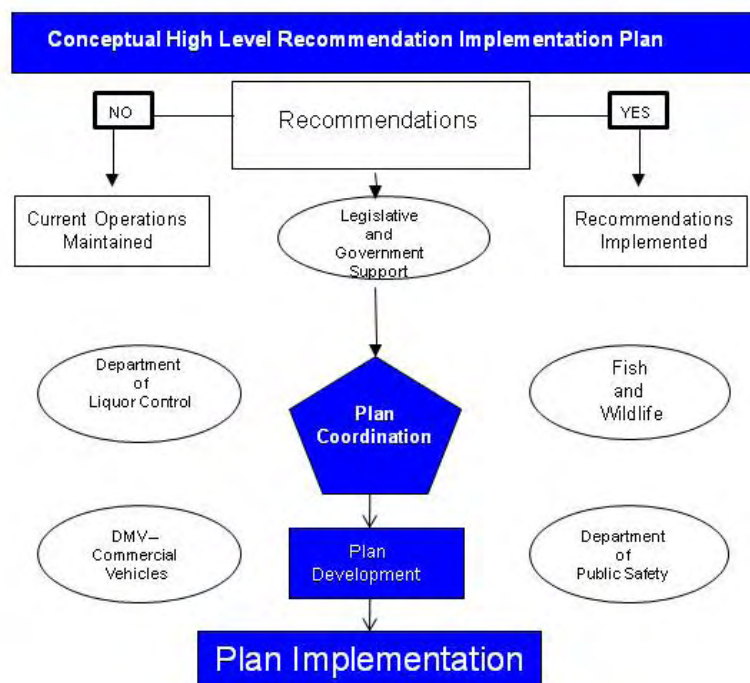 Conceptual High Level Recommendation Implementation Plan
NO
Recommendations
YES
Current Operations
Maintained
Legislative
and
Government
Support
Recommendations
Implemented
Department
of
Liquor Control
Fish
and
Wildlife
Plan
Coordination
DMV–
Commercial
Vehicles
Plan
Development
Department
of
Public Safety
Plan Implementation